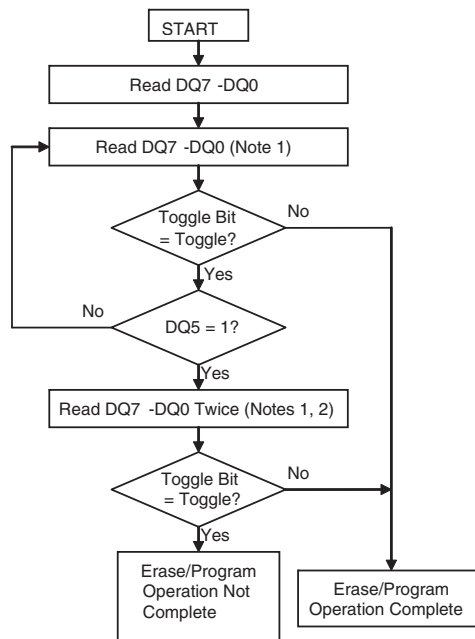 START
Read DQ7 -DQ0
Read DQ7 -DQ0 (Note 1)
Toggle Bit
= Toggle?
No
Yes
No
DQ5 = 1?
Yes
Read DQ7 -DQ0 Twice (Notes 1, 2)
Toggle Bit
= Toggle?
No
Yes
Erase/Program
Operation Not
Complete
Erase/Program
Operation Complete